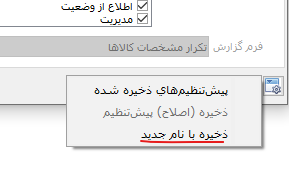 اطلاع از وضعیت
مدیریت
فرم گزارش
تکرار مشخصات کالاها
پیش‌تنظیم‌های ذخیره شده
ذخیره (اصلاح) پیش‌تنظیم
ذخیره با نام جدید